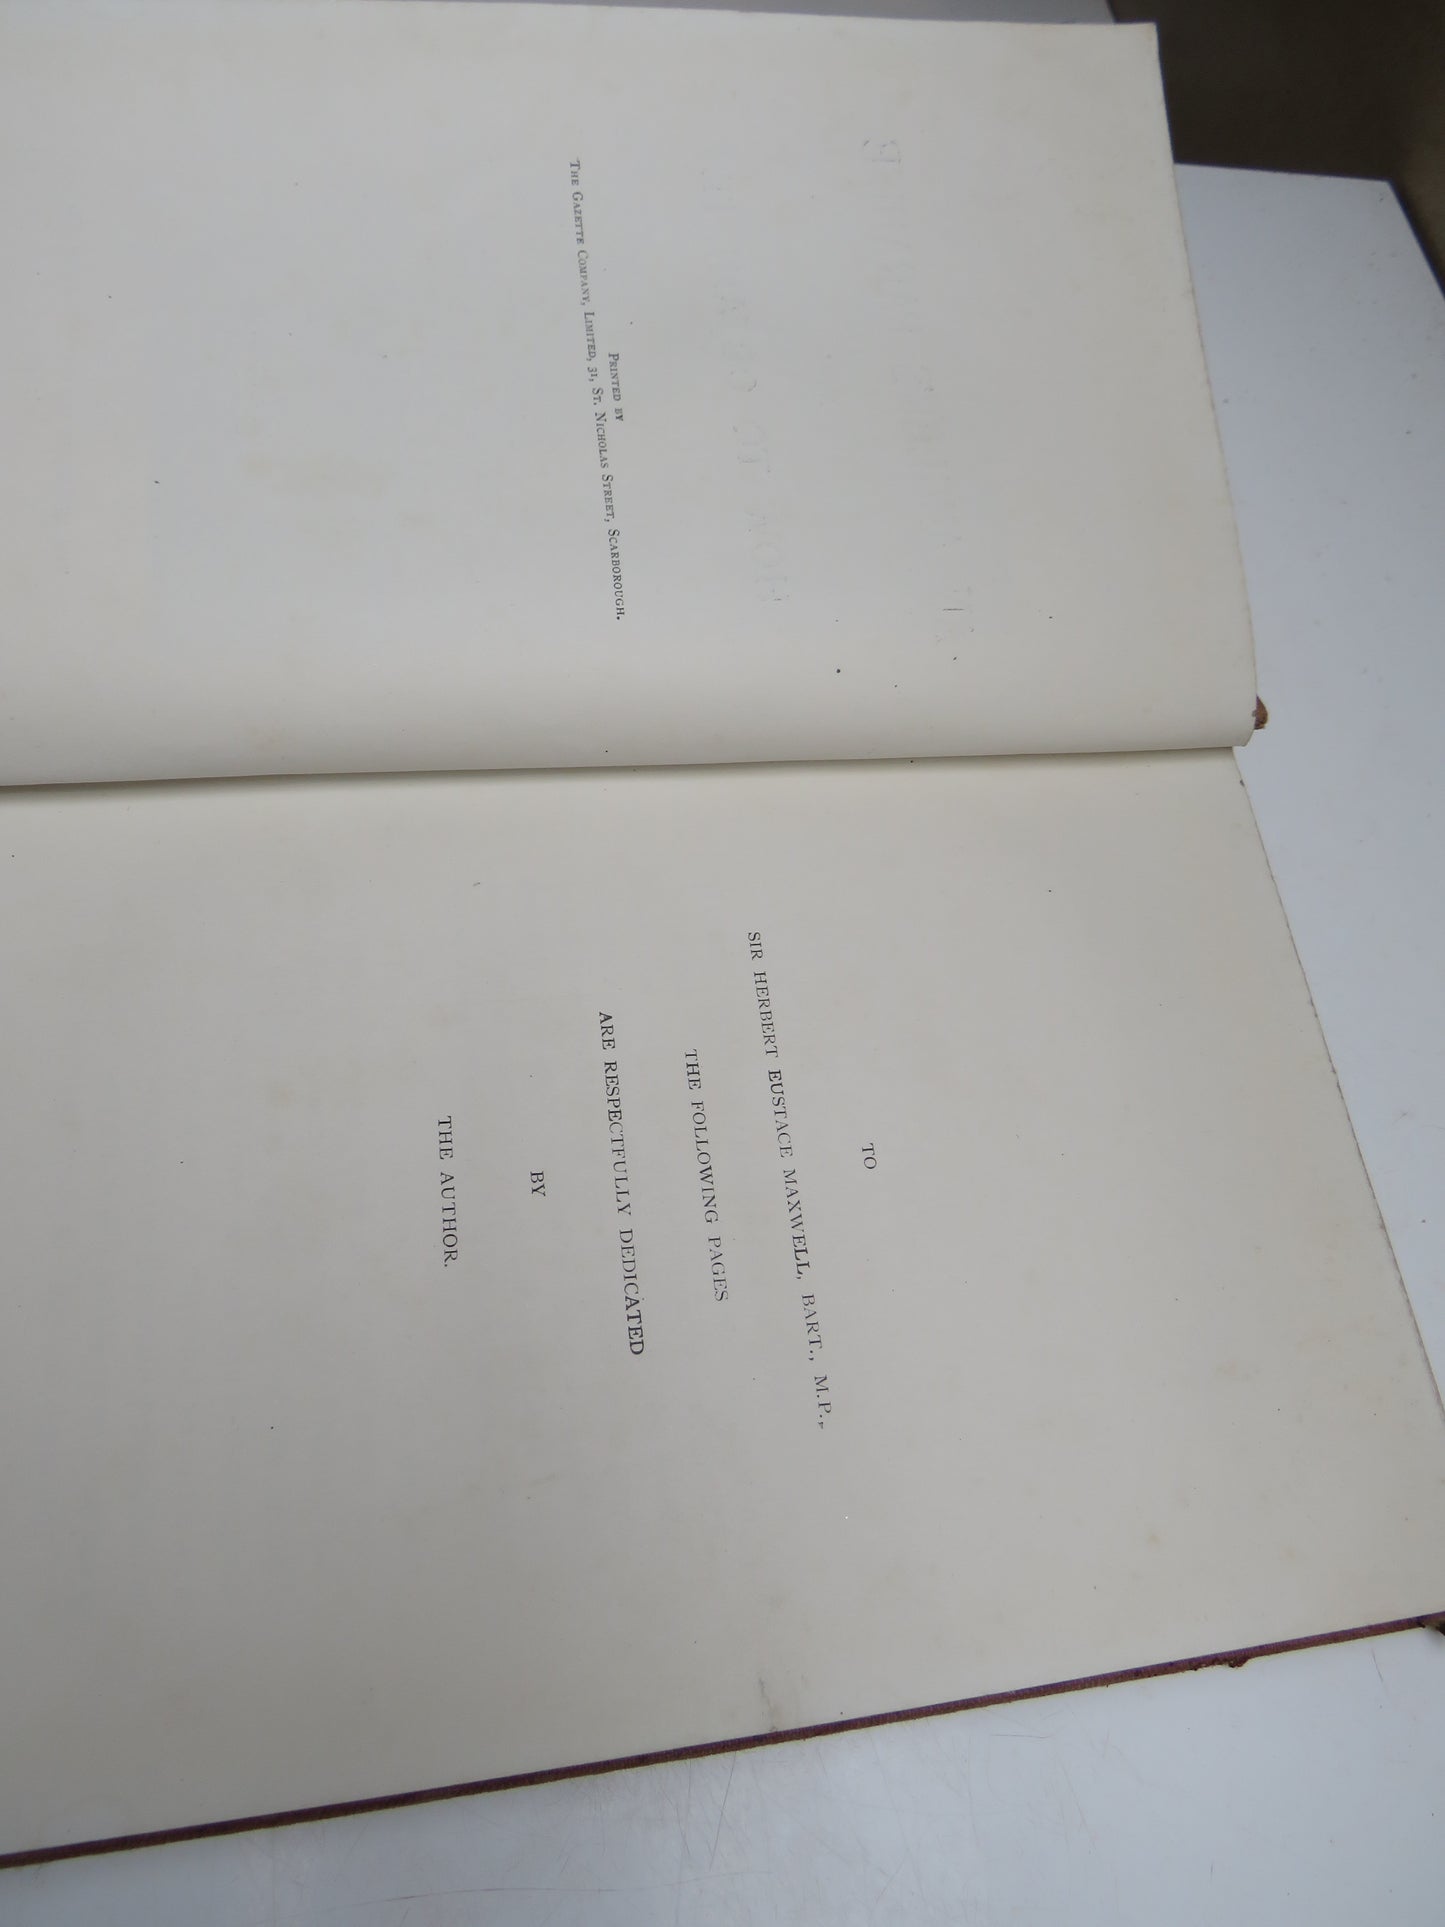 PRINTED BY
THE GAZETTE COMPANY, LIMITED, 31, ST. NICHOLAS STREET, SCARBOROUGH.
TO
SIR HERBERT EUSTACE MAXWELL, BART., M.P.,
THE FOLLOWING PAGES
ARE RESPECTFULLY DEDICATED
BY
THE AUTHOR.